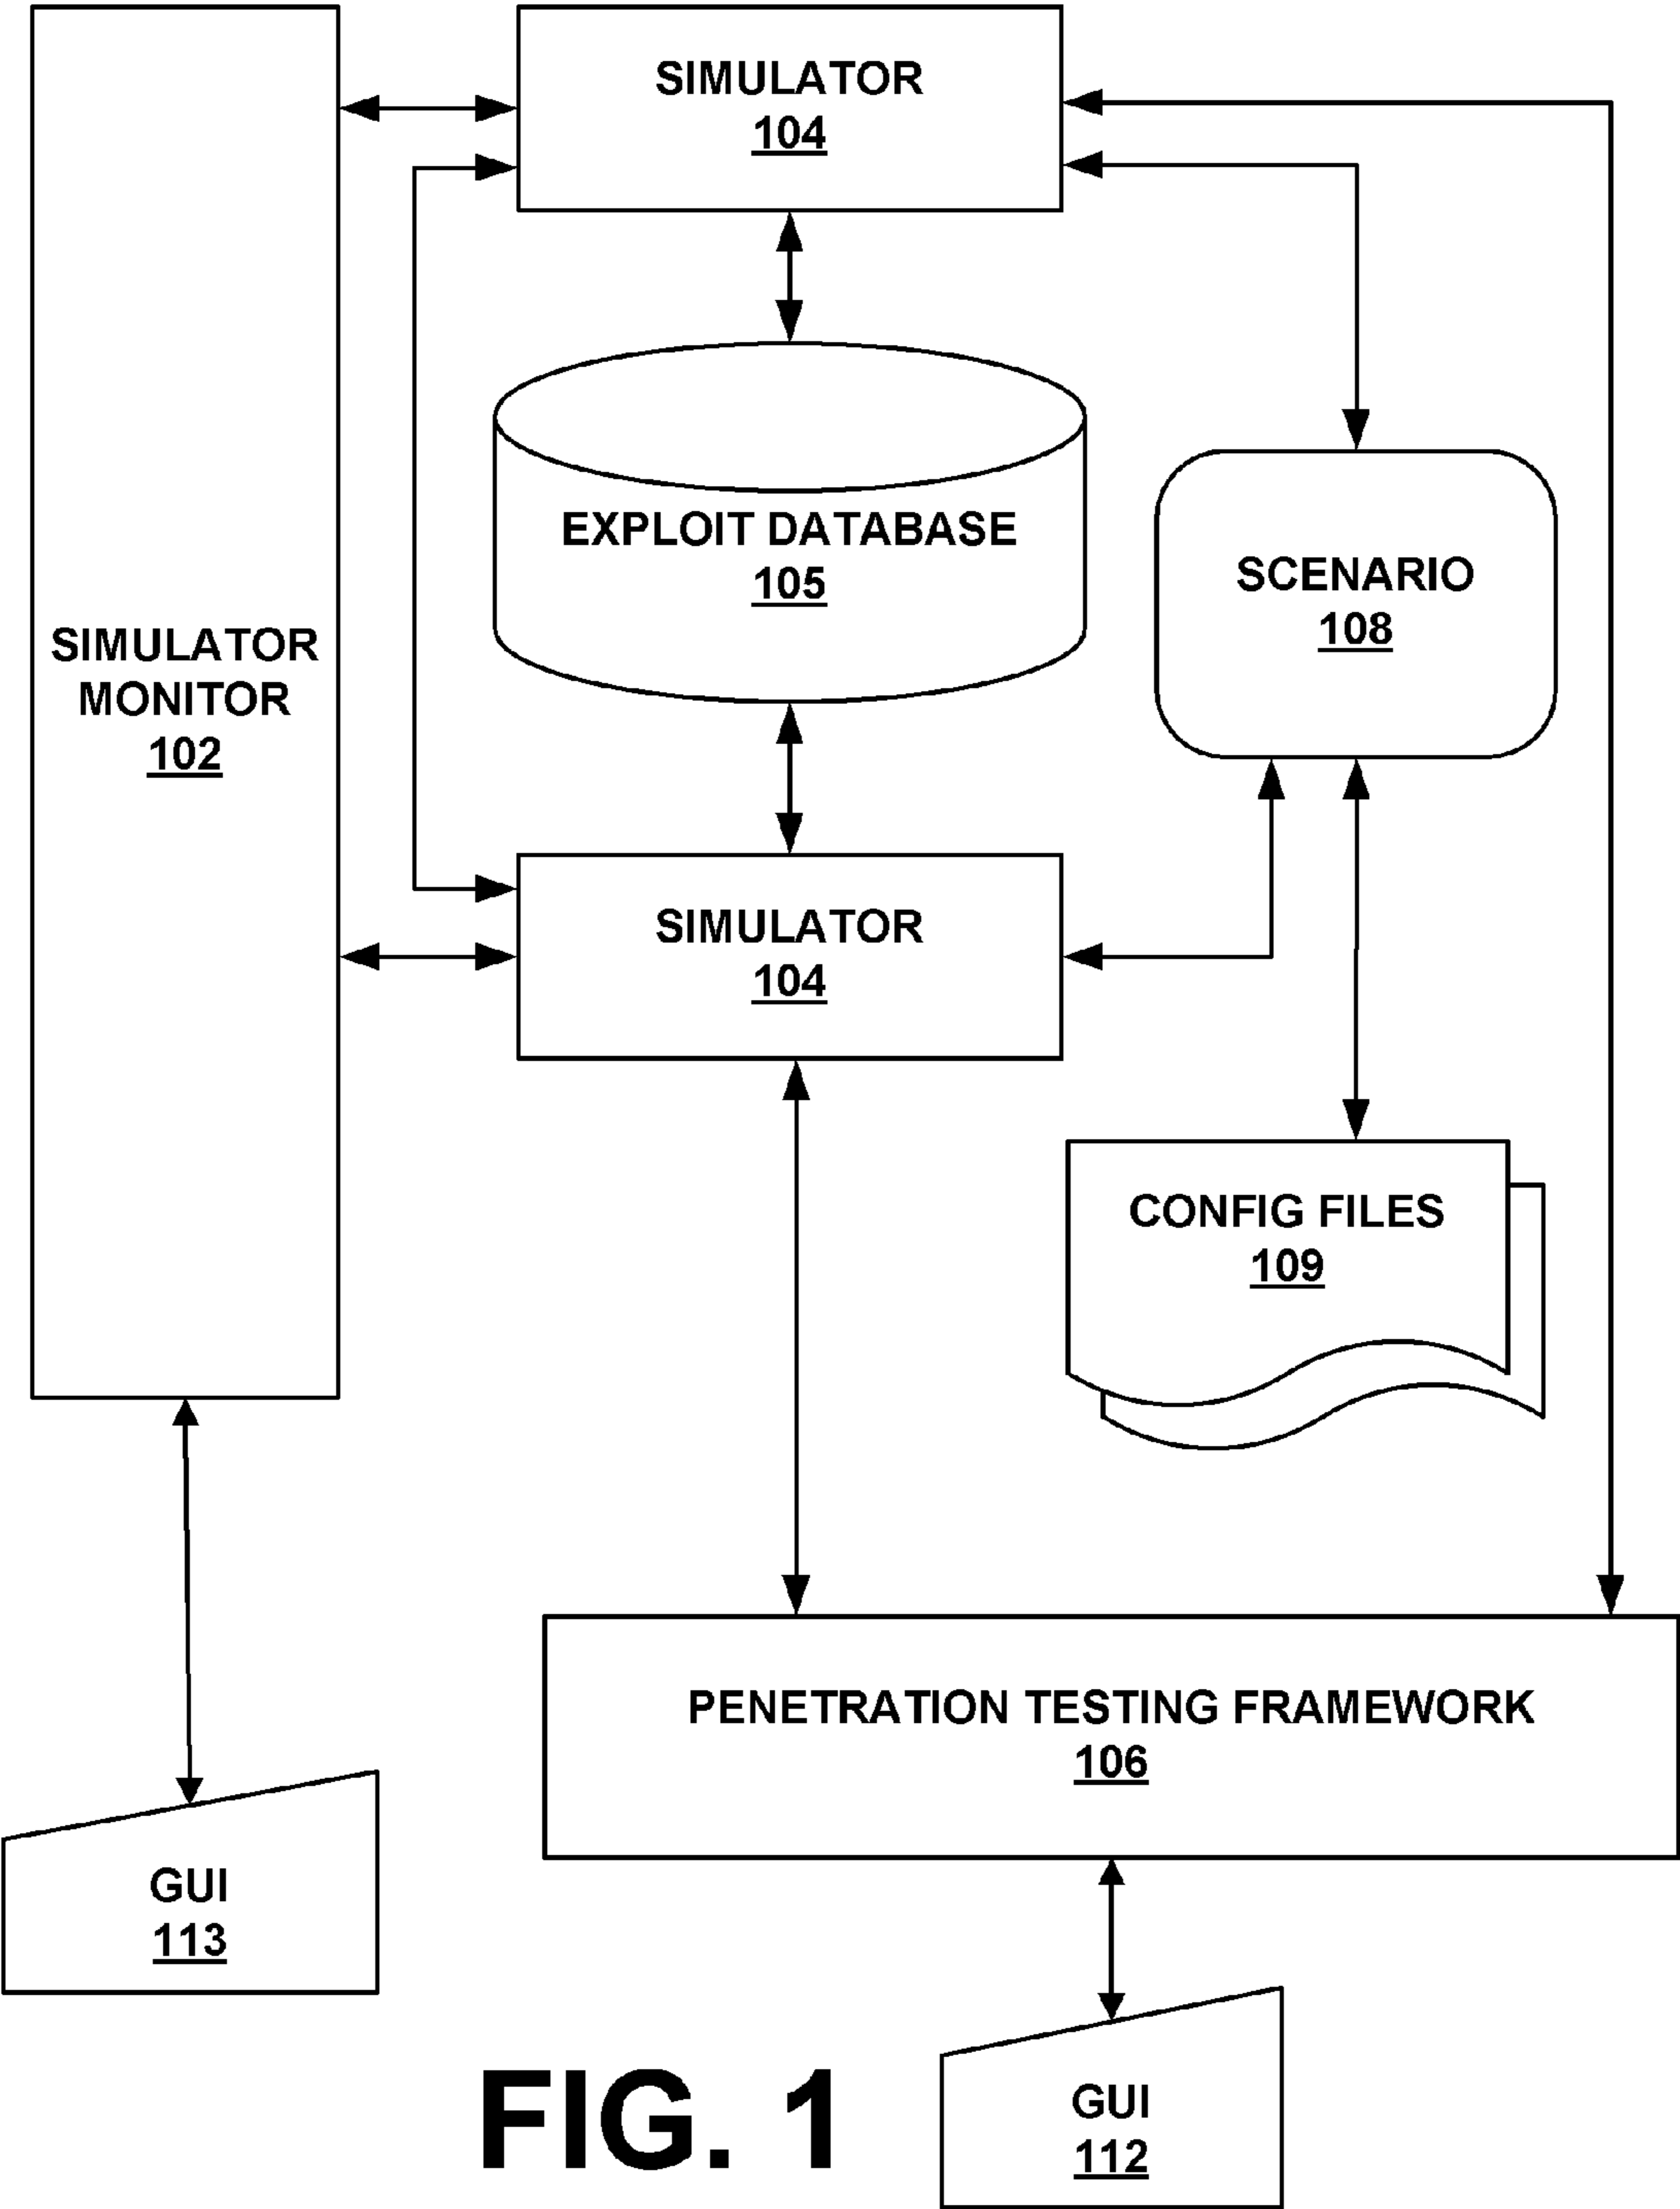 SIMULATOR
104
EXPLOIT DATABASE
105
SCENARIO
108
SIMULATOR
MONITOR
102
SIMULATOR
104
CONFIG FILES
109
PENETRATION TESTING FRAMEWORK
106
GUI
113
GUI
112
FIG. 1